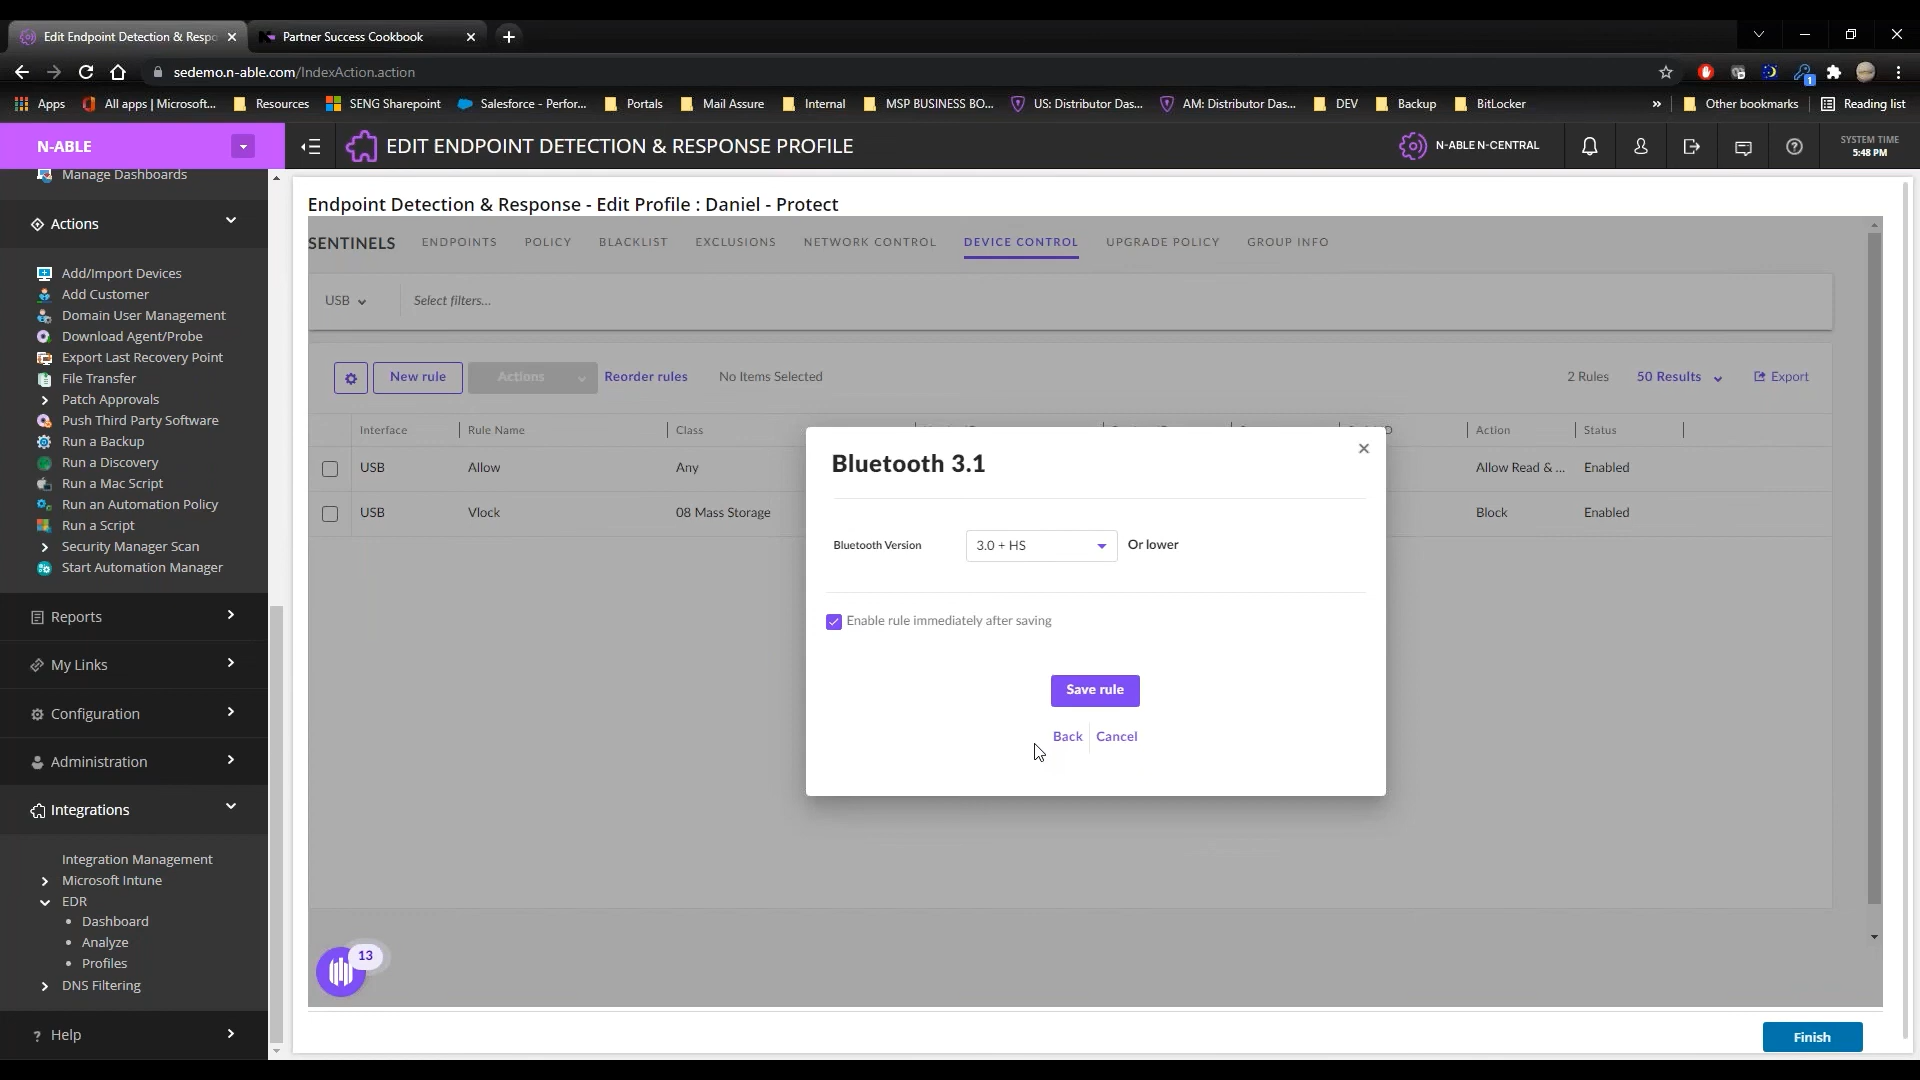 Edit Endpoint Detection & Respo
Partner Success Cookbook
sedemo.n-able.com/IndexAction.action
1
Apps
All apps | Microsoft...
Resources
SENG Sharepoint
Salesforce - Perfor...
Portals
Mail Assure
Internal
MSP BUSINESS BO...
US: Distributor Das...
AM: Distributor Das...
DEV
Backup
BitLocker
»
Other bookmarks
Reading list
N-ABLE
EDIT ENDPOINT DETECTION & RESPONSE PROFILE
N-ABLE N-CENTRAL
SYSTEM TIME
5:48 PM
Manage Dashboards
Actions
Add/Import Devices
Add Customer
Domain User Management
Download Agent/Probe
Export Last Recovery Point
File Transfer
Patch Approvals
Push Third Party Software
Run a Backup
Run a Discovery
Run a Mac Script
Run an Automation Policy
Run a Script
Security Manager Scan
Start Automation Manager
Reports
My Links
Configuration
Administration
Integrations
Integration Management
Microsoft Intune
EDR
Dashboard
Analyze
Profiles
DNS Filtering
Help
Endpoint Detection & Response - Edit Profile : Daniel - Protect
SENTINELS ENDPOINTS POLICY BLACKLIST EXCLUSIONS NETWORK CONTROL DEVICE CONTROL UPGRADE POLICY GROUP INFO
USB Select filters...
New rule Actions Reorder rules No Items Selected 2 Rules 50 Results Export
Interface Rule Name Class Action Status
USB Allow Any Allow Read & ... Enabled
USB Vlock 08 Mass Storage Block Enabled
Bluetooth 3.1
Bluetooth Version 3.0 + HS Or lower
Enable rule immediately after saving
Save rule
Back Cancel
13
Finish